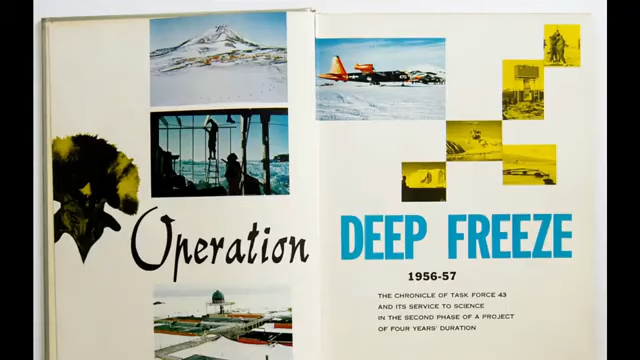 Operation
DEEP FREEZE
1956-57
THE CHRONICLE OF TASK FORCE 43
AND ITS SERVICE TO SCIENCE
IN THE SECOND PHASE OF A PROJECT
OF FOUR YEARS' DURATION